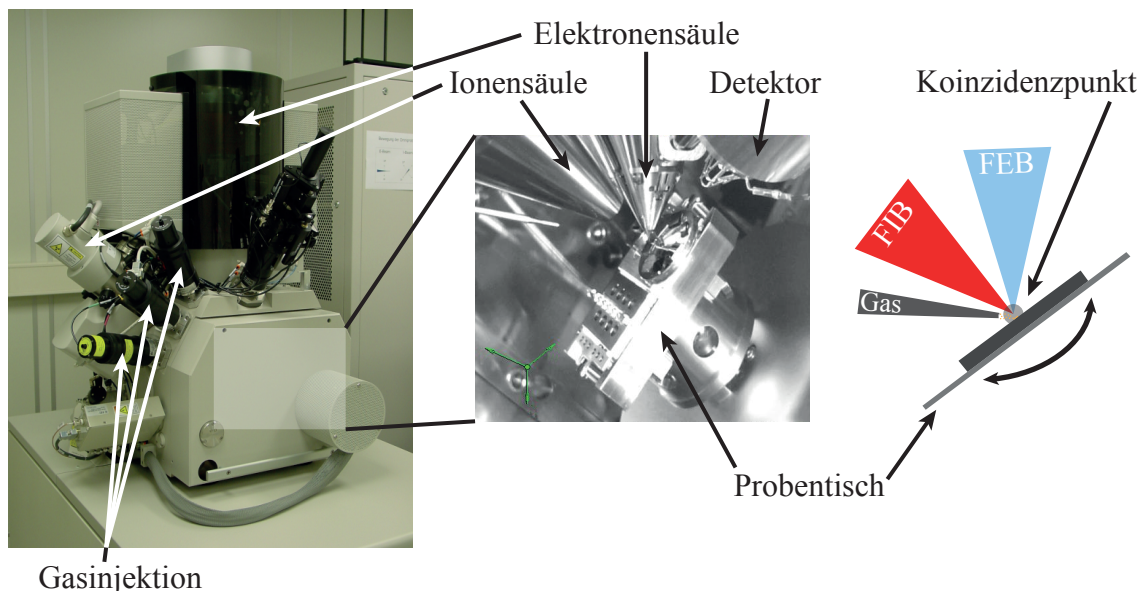 Elektronensäule
Ionensäule
Detektor
Koinzidenzpunkt
FEB
FIB
Gas
Probentisch
Gasinjektion